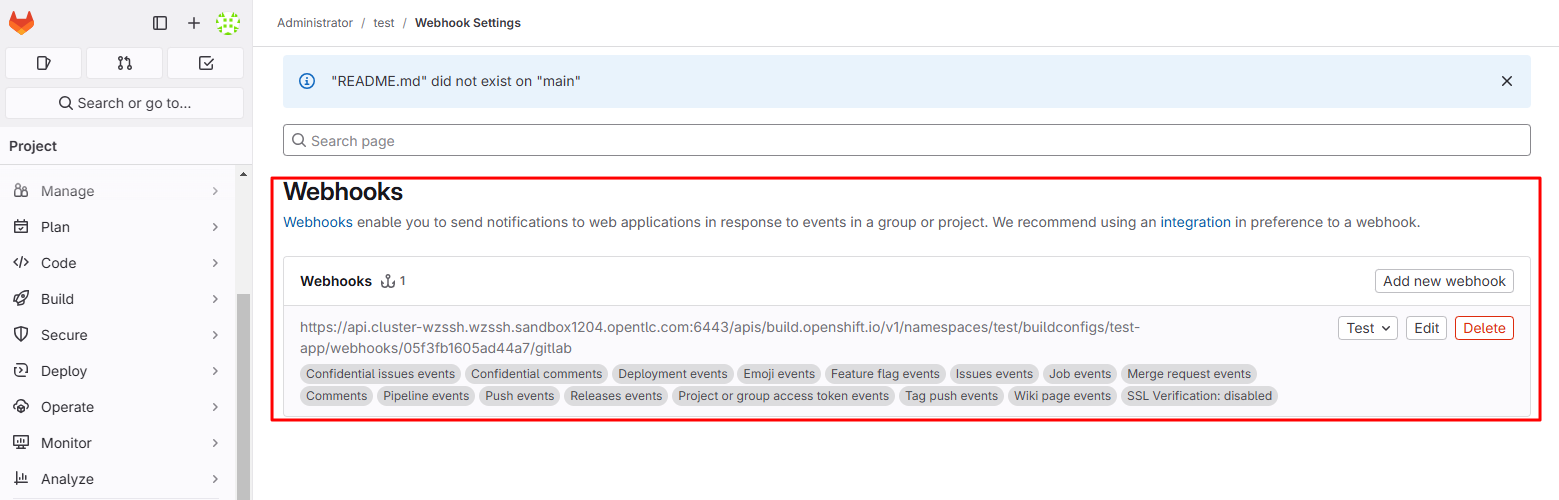 Administrator / test / Webhook Settings
"README.md" did not exist on "main"
Search or go to...
Search page
Project
Manage
Plan
Code
Build
Secure
Deploy
Operate
Monitor
Analyze
Webhooks
Webhooks enable you to send notifications to web applications in response to events in a group or project. We recommend using an integration in preference to a webhook.
Webhooks 1
Add new webhook
https://api.cluster-wzssh.wzssh.sandbox1204.opentlc.com:6443/apis/build.openshift.io/v1/namespaces/test/buildconfigs/test-
app/webhooks/05f3fb1605ad44a7/gitlab
Test Edit Delete
Confidential issues events Confidential comments Deployment events Emoji events Feature flag events Issues events Job events Merge request events
Comments Pipeline events Push events Releases events Project or group access token events Tag push events Wiki page events SSL Verification: disabled